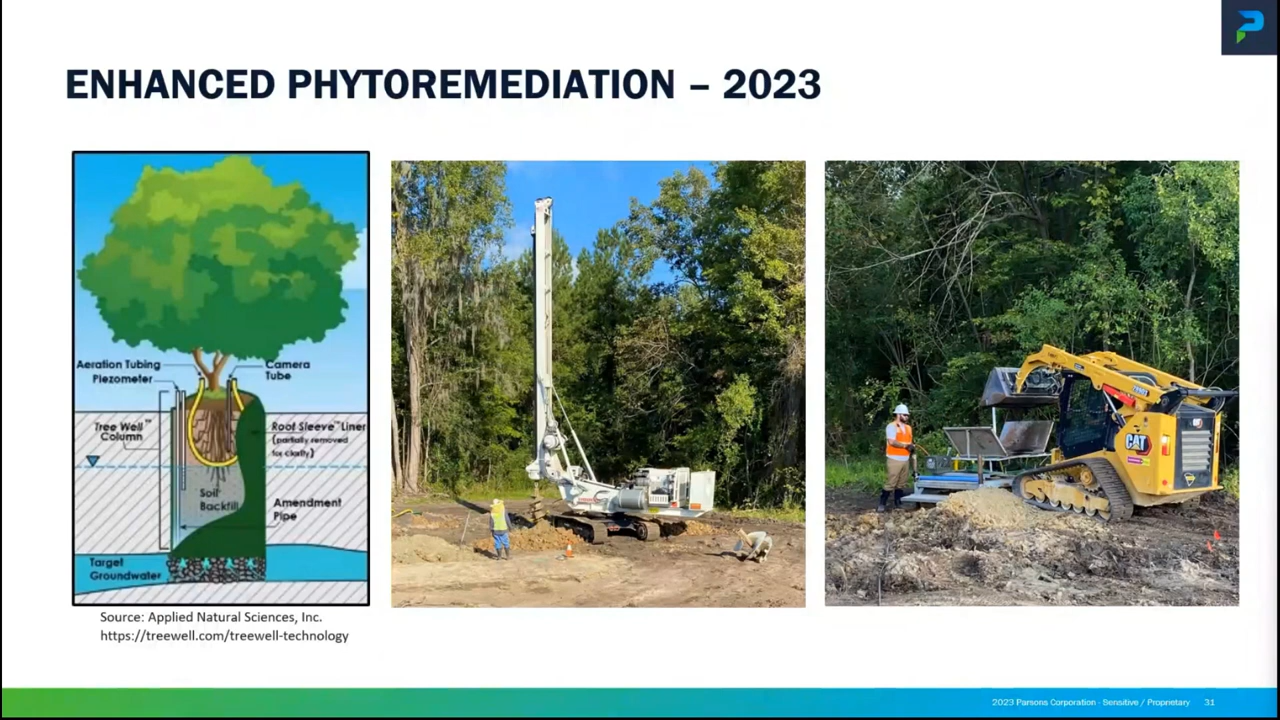 ENHANCED PHYTOREMEDIATION – 2023
Aeration Tubing
Piezometer
Camera
Tube
Tree Well™
Column
Root Sleeve™ Liner
(partially removed
for clarity)
Soil
Backfill
Amendment
Pipe
Target
Groundwater
CAT
Source: Applied Natural Sciences, Inc.
https://treewell.com/treewell-technology
2023 Parsons Corporation - Sensitive / Proprietary 31